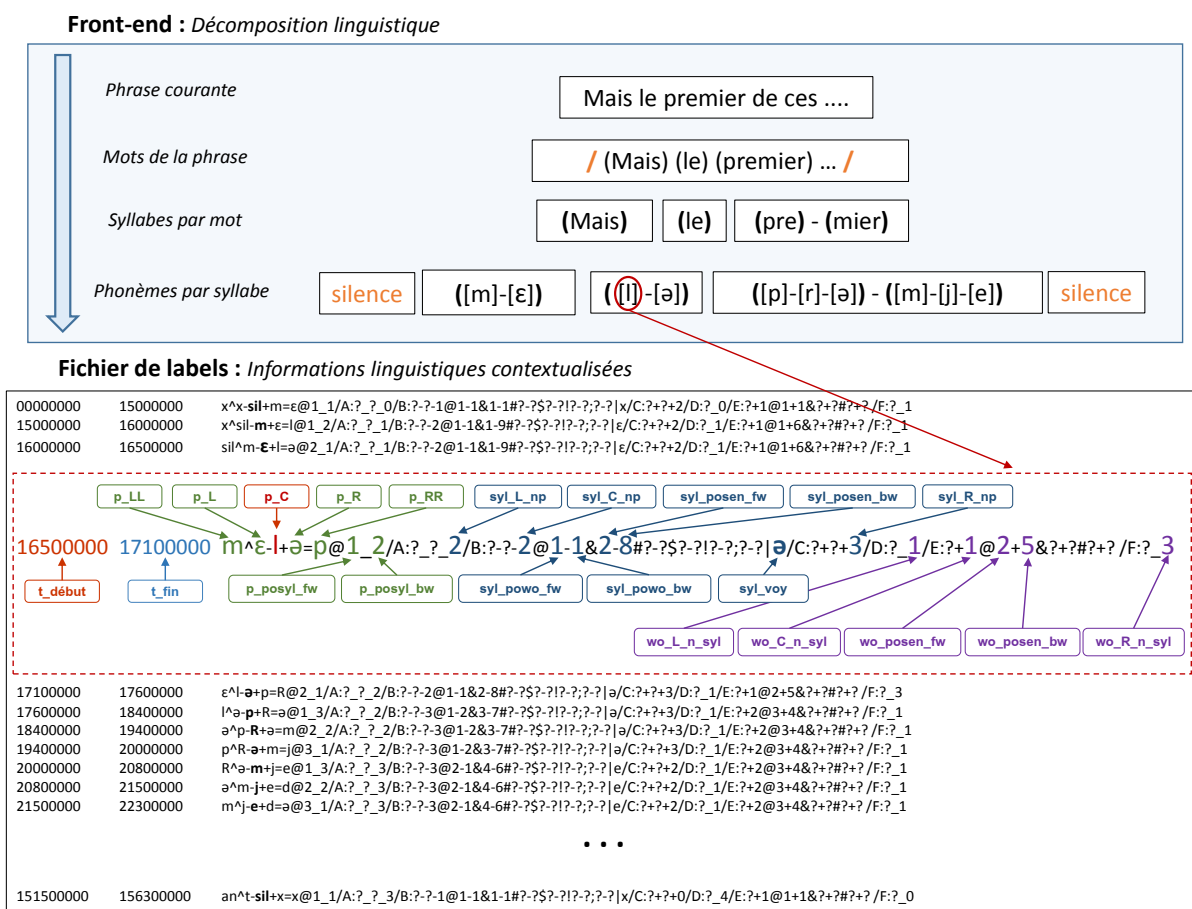 Front-end : Décomposition linguistique
Phrase courante
Mais le premier de ces ....
Mots de la phrase
/ (Mais) (le) (premier) ... /
Syllabes par mot
(Mais)
(le)
(pre) - (mier)
Phonèmes par syllabe
silence
([m]-[ɛ])
([l]-[ə])
([p]-[r]-[ə]) - ([m]-[j]-[e])
silence
Fichier de labels : Informations linguistiques contextualisées
00000000 15000000 x^x-sil+m=ɛ@1_1/A:?_?_0/B:?-?-1@1-1&1-1#?-?$?-?!?-?;?-?|x/C:?+?+2/D:?_0/E:?+1@1+1&?+?#?+? /F:?_1
15000000 16000000 x^sil-m+ɛ=l@1_2/A:?_?_1/B:?-?-2@1-1&1-9#?-?$?-?!?-?;?-?|ɛ/C:?+?+2/D:?_1/E:?+1@1+6&?+?#?+? /F:?_1
16000000 16500000 sil^m-ɛ+l=ə@2_1/A:?_?_1/B:?-?-2@1-1&1-9#?-?$?-?!?-?;?-?|ɛ/C:?+?+2/D:?_1/E:?+1@1+6&?+?#?+? /F:?_1
p_LL p_L p_C p_R p_RR syl_L_np syl_C_np syl_posen_fw syl_posen_bw syl_R_np
16500000 17100000 m^ɛ-l+ə=p@1_2/A:?_?_2/B:?-?-2@1-1&2-8#?-?$?-?!?-?;?-?|ə/C:?+?+3/D:?_1/E:?+1@2+5&?+?#?+? /F:?_3
t_début t_fin p_posyl_fw p_posyl_bw syl_powo_fw syl_powo_bw syl_voy
wo_L_n_syl wo_C_n_syl wo_posen_fw wo_posen_bw wo_R_n_syl
17100000 17600000 ɛ^l-ə+p=R@2_1/A:?_?_2/B:?-?-2@1-1&2-8#?-?$?-?!?-?;?-?|ə/C:?+?+3/D:?_1/E:?+1@2+5&?+?#?+? /F:?_3
17600000 18400000 l^ə-p+R=ə@1_3/A:?_?_2/B:?-?-3@1-2&3-7#?-?$?-?!?-?;?-?|ə/C:?+?+3/D:?_1/E:?+2@3+4&?+?#?+? /F:?_1
18400000 19400000 ə^p-R+ə=m@2_2/A:?_?_2/B:?-?-3@1-2&3-7#?-?$?-?!?-?;?-?|ə/C:?+?+3/D:?_1/E:?+2@3+4&?+?#?+? /F:?_1
19400000 20000000 p^R-ə+m=j@3_1/A:?_?_2/B:?-?-3@1-2&3-7#?-?$?-?!?-?;?-?|ə/C:?+?+3/D:?_1/E:?+2@3+4&?+?#?+? /F:?_1
20000000 20800000 R^ə-m+j=e@1_3/A:?_?_3/B:?-?-3@2-1&4-6#?-?$?-?!?-?;?-?|e/C:?+?+2/D:?_1/E:?+2@3+4&?+?#?+? /F:?_1
20800000 21500000 ə^m-j+e=d@2_2/A:?_?_3/B:?-?-3@2-1&4-6#?-?$?-?!?-?;?-?|e/C:?+?+2/D:?_1/E:?+2@3+4&?+?#?+? /F:?_1
21500000 22300000 m^j-e+d=ə@3_1/A:?_?_3/B:?-?-3@2-1&4-6#?-?$?-?!?-?;?-?|e/C:?+?+2/D:?_1/E:?+2@3+4&?+?#?+? /F:?_1
...
151500000 156300000 an^t-sil+x=x@1_1/A:?_?_3/B:?-?-1@1-1&1-1#?-?$?-?!?-?;?-?|x/C:?+?+0/D:?_4/E:?+1@1+1&?+?#?+? /F:?_0